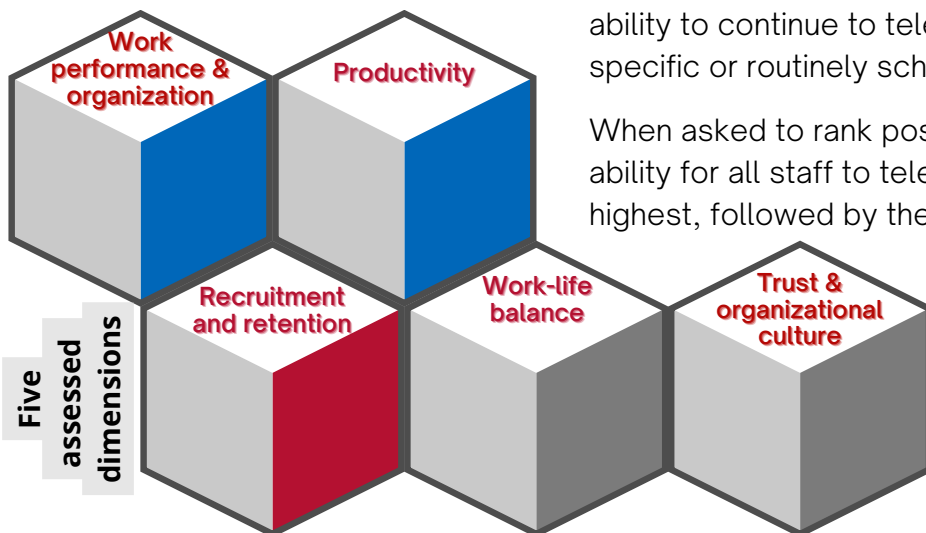 Work
performance &
organization
Productivity
ability to continue to tele
specific or routinely sch
When asked to rank pos
ability for all staff to tele
highest, followed by the
Recruitment
and retention
Work-life
balance
Trust &
organizational
culture
Five
assessed
dimensions